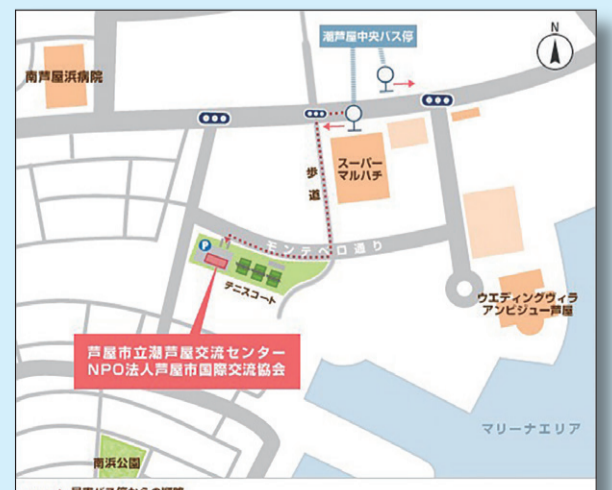 潮芦屋中央バス停
N
南芦屋浜病院
スーパー
マルハチ
歩道
モンテベロ通り
P
テニスコート
ウエディングヴィラ
アンビジュー芦屋
芦屋市立潮芦屋交流センター
NPO法人芦屋市国際交流協会
マリーナエリア
南浜公園